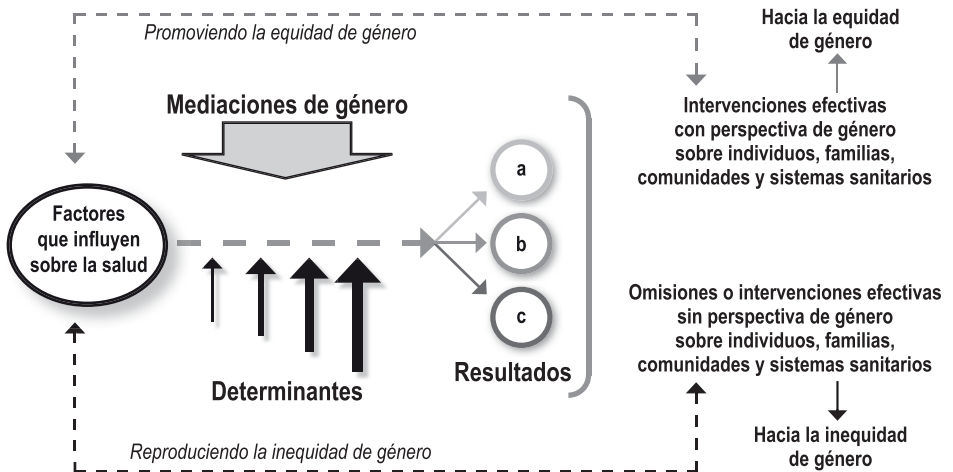 Promoviendo la equidad de género
Hacia la equidad
de género
Mediaciones de género
Intervenciones efectivas
con perspectiva de género
sobre individuos, familias,
comunidades y sistemas sanitarios
Factores
que influyen
sobre la salud
a
b
c
Determinantes
Resultados
Omisiones o intervenciones efectivas
sin perspectiva de género
sobre individuos, familias,
comunidades y sistemas sanitarios
Reproduciendo la inequidad de género
Hacia la inequidad
de género